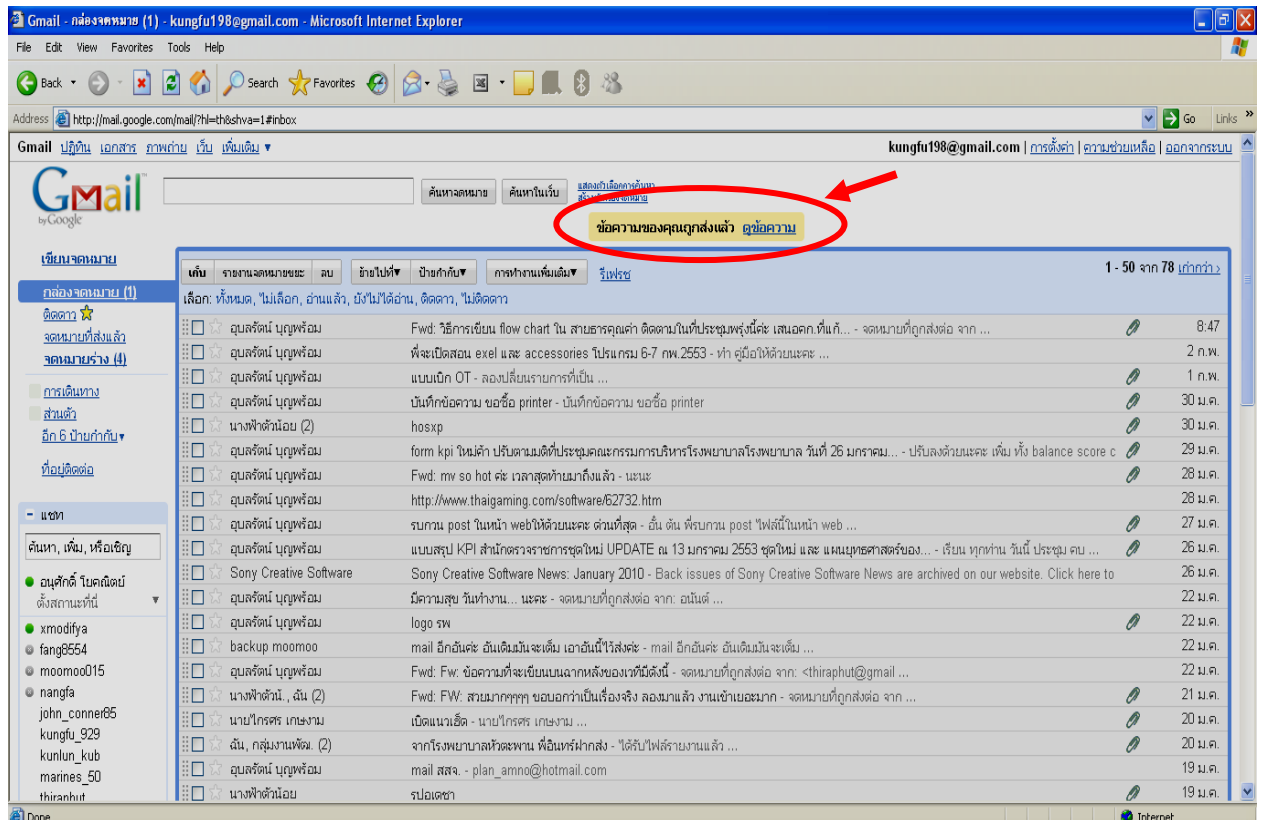 Gmail - กล่องจดหมาย (1) - kungfu198@gmail.com - Microsoft Internet Explorer
File Edit View Favorites Tools Help
Back Search Favorites
Address http://mail.google.com/mail/?hl=th&shva=1#inbox Go Links »
Gmail ปฏิทิน เอกสาร ภาพถ่าย เว็บ เพิ่มเติม ▼ kungfu198@gmail.com | การตั้งค่า | ความช่วยเหลือ | ออกจากระบบ
Gmail by Google ค้นหาจดหมาย ค้นหาในเว็บ แสดงตัวเลือกการค้นหา
ข้อความของคุณถูกส่งแล้ว ดูข้อความ
เขียนจดหมาย
กล่องจดหมาย (1)
ติดดาว
จดหมายที่ส่งแล้ว
จดหมายร่าง (4)
การเดินทาง
ส่วนตัว
อีก 6 ป้ายกำกับ▼
ที่อยู่ติดต่อ
– แชท
ค้นหา, เพิ่ม, หรือเชิญ
อนุศักดิ์ โนคณิตย์
ตั้งสถานะที่นี่ ▼
xmodifya
fang8554
moomoo015
nangfa
john_conner85
kungfu_929
kunlun_kub
marines_50
thiraphut
เก็บ รายงานจดหมายขยะ ลบ ย้ายไปที่▼ ป้ายกำกับ▼ การทำงานเพิ่มเติม▼ รีเฟรช 1 - 50 จาก 78 เก่ากว่า ›
เลือก: ทั้งหมด, ไม่เลือก, อ่านแล้ว, ยังไม่ได้อ่าน, ติดดาว, ไม่ติดดาว
อุบลรัตน์ บุญพร้อม Fwd: วิธีการเขียน flow chart ใน สายธารคุณค่า ติดตามในที่ประชุมพรุ่งนี้ค่ะ เสนอคก.ที่แก้... - จดหมายที่ถูกส่งต่อ จาก ... 8:47
อุบลรัตน์ บุญพร้อม พี่จะเปิดสอน exel และ accessories โปรแกรม 6-7 กพ.2553 - ทำ คู่มือให้ด้วยนะคะ ... 2 ก.พ.
อุบลรัตน์ บุญพร้อม แบบเบิก OT - ลองเปลี่ยนรายการที่เป็น ... 1 ก.พ.
อุบลรัตน์ บุญพร้อม บันทึกข้อความ ขอซื้อ printer - บันทึกข้อความ ขอซื้อ printer 30 ม.ค.
นางฟ้าตัวน้อย (2) hosxp 30 ม.ค.
อุบลรัตน์ บุญพร้อม form kpi ใหม่ค้า ปรับตามมติที่ประชุมคณะกรรมการบริหารโรงพยาบาลโรงพยาบาล วันที่ 26 มกราคม... - ปรับลงด้วยนะคะ เพิ่ม ทั้ง balance score c 29 ม.ค.
อุบลรัตน์ บุญพร้อม Fwd: mv so hot ค่ะ เวลาสุดท้ายมาถึงแล้ว - นะนะ 28 ม.ค.
อุบลรัตน์ บุญพร้อม http://www.thaigaming.com/software/62732.htm 28 ม.ค.
อุบลรัตน์ บุญพร้อม รบกวน post ในหน้า webให้ด้วยนะคะ ด่วนที่สุด - อั๋น ต้น พี่รบกวน post ไฟล์นี้ในหน้า web ... 27 ม.ค.
อุบลรัตน์ บุญพร้อม แบบสรุป KPI สำนักตรวจราชการชุดใหม่ UPDATE ณ 13 มกราคม 2553 ชุดใหม่ และ แผนยุทธศาสตร์ของ... - เรียน ทุกท่าน วันนี้ ประชุม คบ ... 26 ม.ค.
Sony Creative Software Sony Creative Software News: January 2010 - Back issues of Sony Creative Software News are archived on our website. Click here to 26 ม.ค.
อุบลรัตน์ บุญพร้อม มีความสุข วันทำงาน... นะคะ - จดหมายที่ถูกส่งต่อ จาก: อนันต์ ... 22 ม.ค.
อุบลรัตน์ บุญพร้อม logo รพ 22 ม.ค.
backup moomoo mail อีกอันค่ะ อันเดิมมันจะเต็ม เอาอันนี้ไว้ส่งค่ะ - mail อีกอันค่ะ อันเดิมมันจะเต็ม ... 22 ม.ค.
อุบลรัตน์ บุญพร้อม Fwd: Fw: ข้อความที่จะเขียนบนฉากหลังของเวทีมีดังนี้ - จดหมายที่ถูกส่งต่อ จาก: <thiraphut@gmail ... 22 ม.ค.
นางฟ้าตัวน้., ฉัน (2) Fwd: FW: สวยมากๆๆๆๆ ขอบอกว่าเป็นเรื่องจริง ลองมาแล้ว งานเข้าเยอะมาก - จดหมายที่ถูกส่งต่อ จาก ... 21 ม.ค.
นายไกรศร เกษงาม เบิดแนวเฮ็ด - นายไกรศร เกษงาม ... 20 ม.ค.
ฉัน, กลุ่มงานพัฒ. (2) จากโรงพยาบาลหัวตะพาน พี่อินทร์ฝากส่ง - ได้รับไฟล์รายงานแล้ว ... 20 ม.ค.
อุบลรัตน์ บุญพร้อม mail สสจ. - plan_amno@hotmail.com 19 ม.ค.
นางฟ้าตัวน้อย รปอเดชา 19 ม.ค.
Done Internet